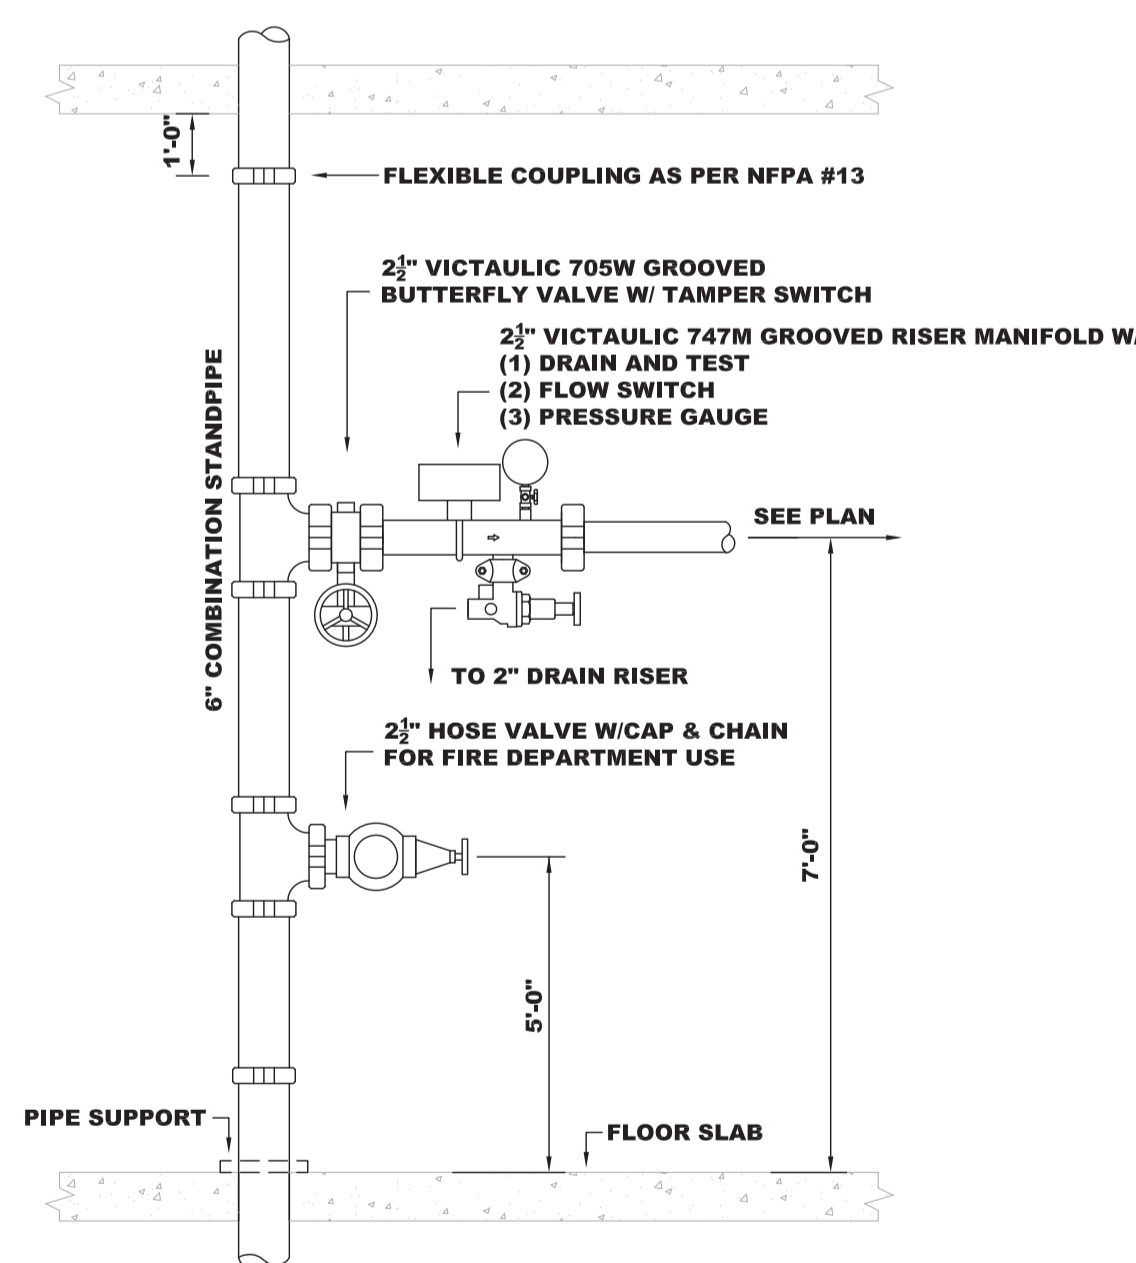 1'-0"
FLEXIBLE COUPLING AS PER NFPA #13
2½" VICTAULIC 705W GROOVED
BUTTERFLY VALVE W/ TAMPER SWITCH
2½" VICTAULIC 747M GROOVED RISER MANIFOLD W/
(1) DRAIN AND TEST
(2) FLOW SWITCH
(3) PRESSURE GAUGE
6" COMBINATION STANDPIPE
SEE PLAN
TO 2" DRAIN RISER
2½" HOSE VALVE W/CAP & CHAIN
FOR FIRE DEPARTMENT USE
7'-0"
5'-0"
PIPE SUPPORT
FLOOR SLAB